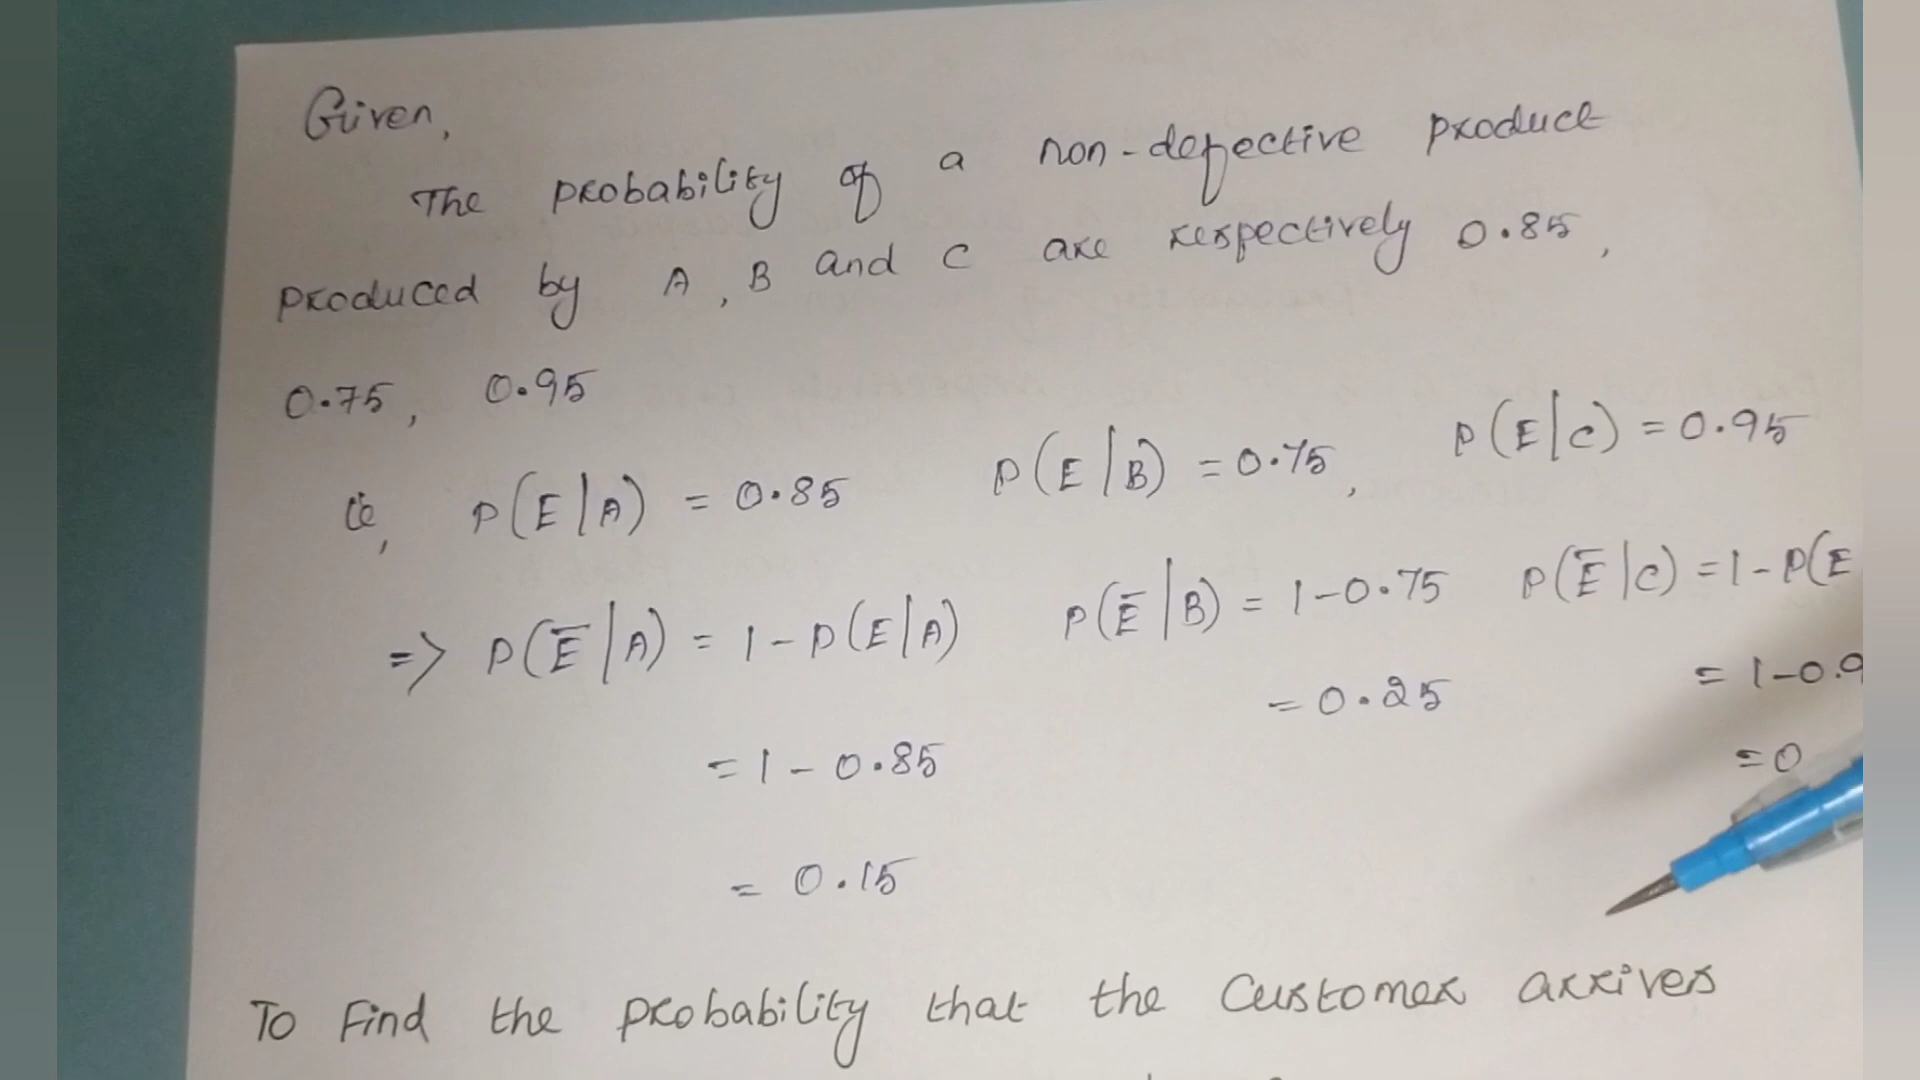 Given,
The probability of a non-defective product
produced by A, B and C are respectively 0.85,
0.75, 0.95
ie, P(E|A) = 0.85 P(E|B) = 0.75, P(E|C) = 0.95
=> P(Ē|A) = 1-P(E|A) P(Ē|B) = 1-0.75 P(Ē|C) = 1-P(E
= 1-0.85 = 0.25 = 1-0.9
= 0.15 = 0
To Find the probability that the Customer arrives